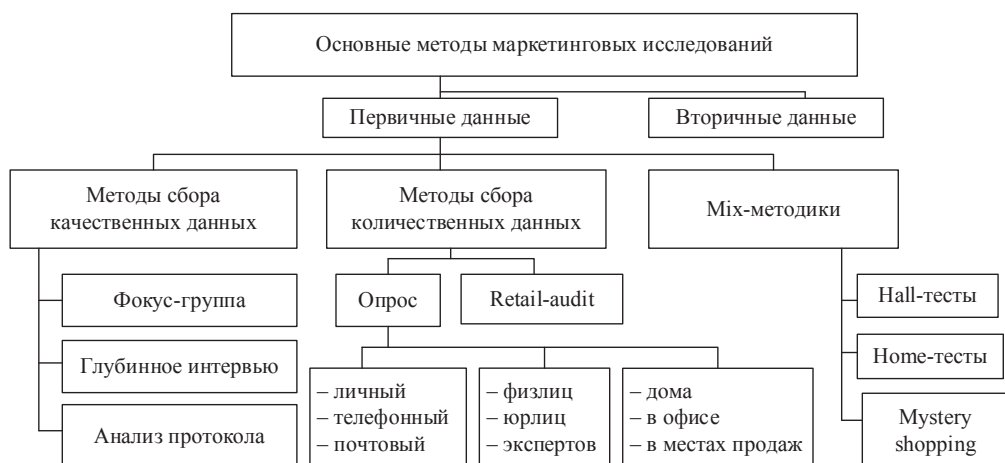 Основные методы маркетинговых исследований
Первичные данные
Вторичные данные
Методы сбора
качественных данных
Методы сбора
количественных данных
Mix-методики
Фокус-группа
Глубинное интервью
Анализ протокола
Опрос
Retail-audit
– личный
– телефонный
– почтовый
– физлиц
– юрлиц
– экспертов
– дома
– в офисе
– в местах продаж
Hall-тесты
Home-тесты
Mystery
shopping